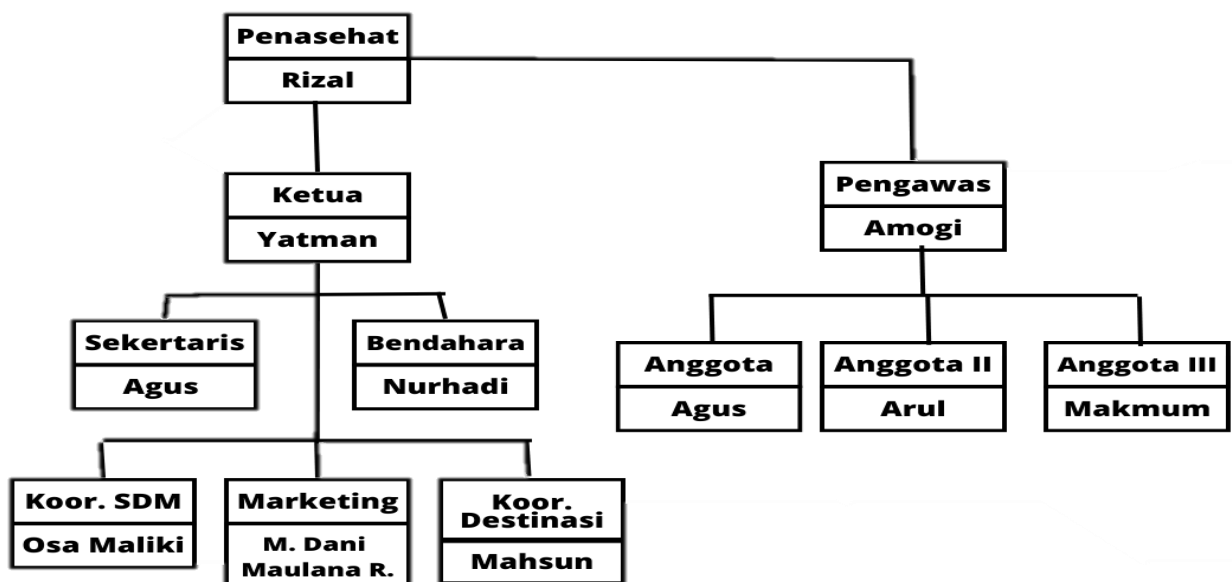 Penasehat
Rizal
Ketua
Yatman
Pengawas
Amogi
Sekertaris
Agus
Bendahara
Nurhadi
Anggota
Agus
Anggota II
Arul
Anggota III
Makmum
Koor. SDM
Osa Maliki
Marketing
M. Dani
Maulana R.
Koor.
Destinasi
Mahsun